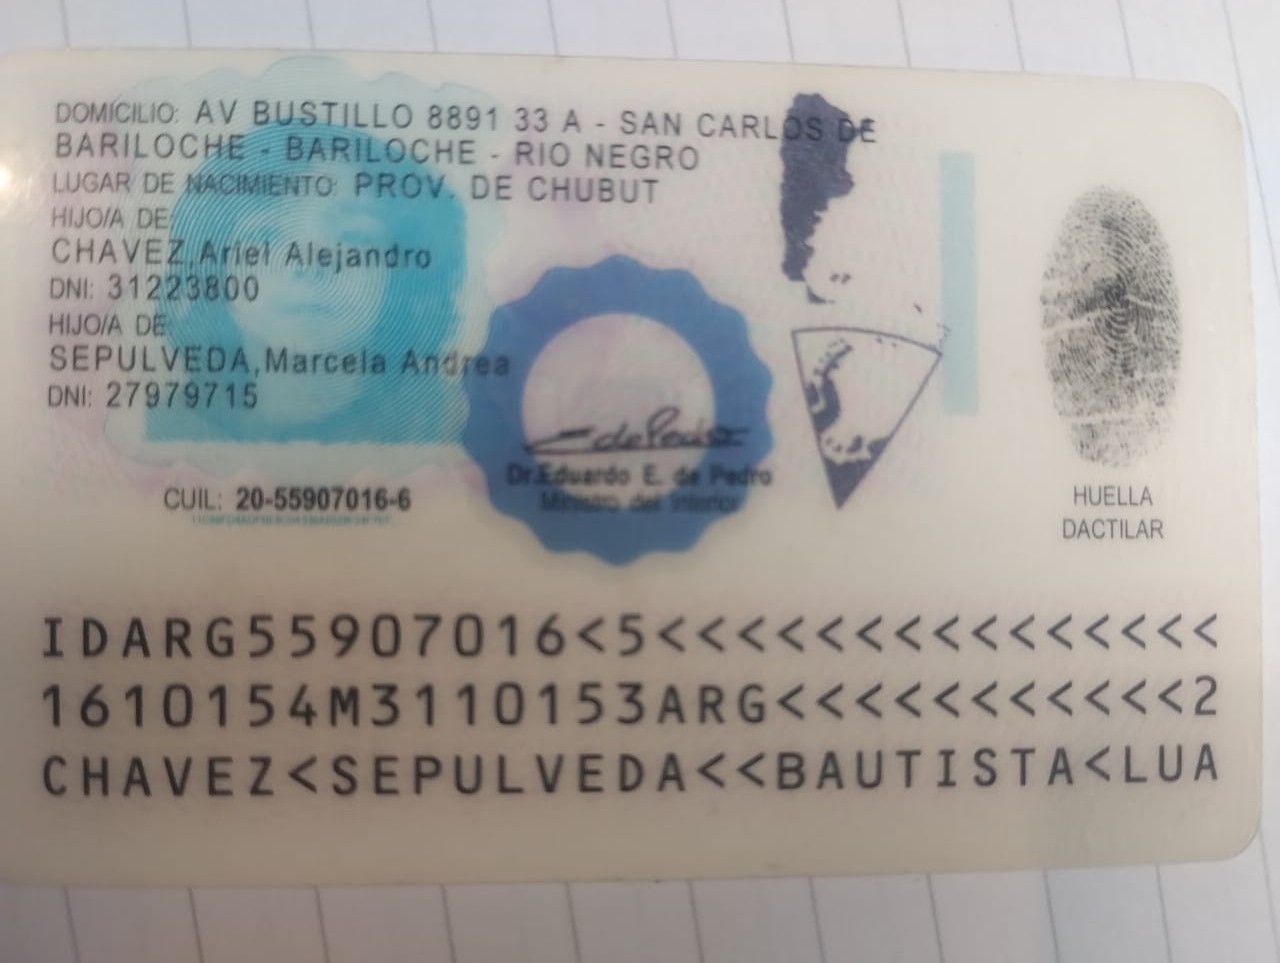 DOMICILIO: AV BUSTILLO 8891 33 A - SAN CARLOS DE
BARILOCHE - BARILOCHE - RIO NEGRO
LUGAR DE NACIMIENTO: PROV. DE CHUBUT
HIJO/A DE:
CHAVEZ,Ariel Alejandro
DNI: 31223800
HIJO/A DE:
SEPULVEDA,Marcela Andrea
DNI: 27979715
Dr.Eduardo E. de Pedro
Ministro del Interior
CUIL: 20-55907016-6
HUELLA
DACTILAR
IDARG55907016<5<<<<<<<<<<<<<<<
1610154M3110153ARG<<<<<<<<<<<2
CHAVEZ<SEPULVEDA<<BAUTISTA<LUA